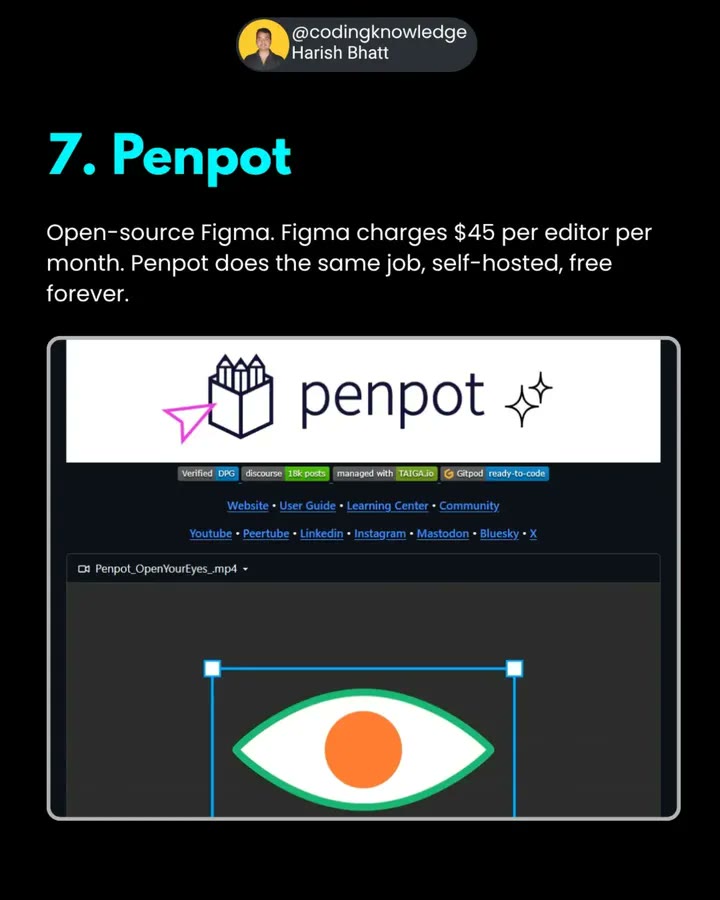 @codingknowledge
Harish Bhatt
7. Penpot
Open-source Figma. Figma charges $45 per editor per
month. Penpot does the same job, self-hosted, free
forever.
penpot
Verified DPG discourse 18k posts managed with TAIGA.io Gitpod ready-to-code
Website • User Guide • Learning Center • Community
Youtube • Peertube • Linkedin • Instagram • Mastodon • Bluesky • X
Penpot_OpenYourEyes_.mp4